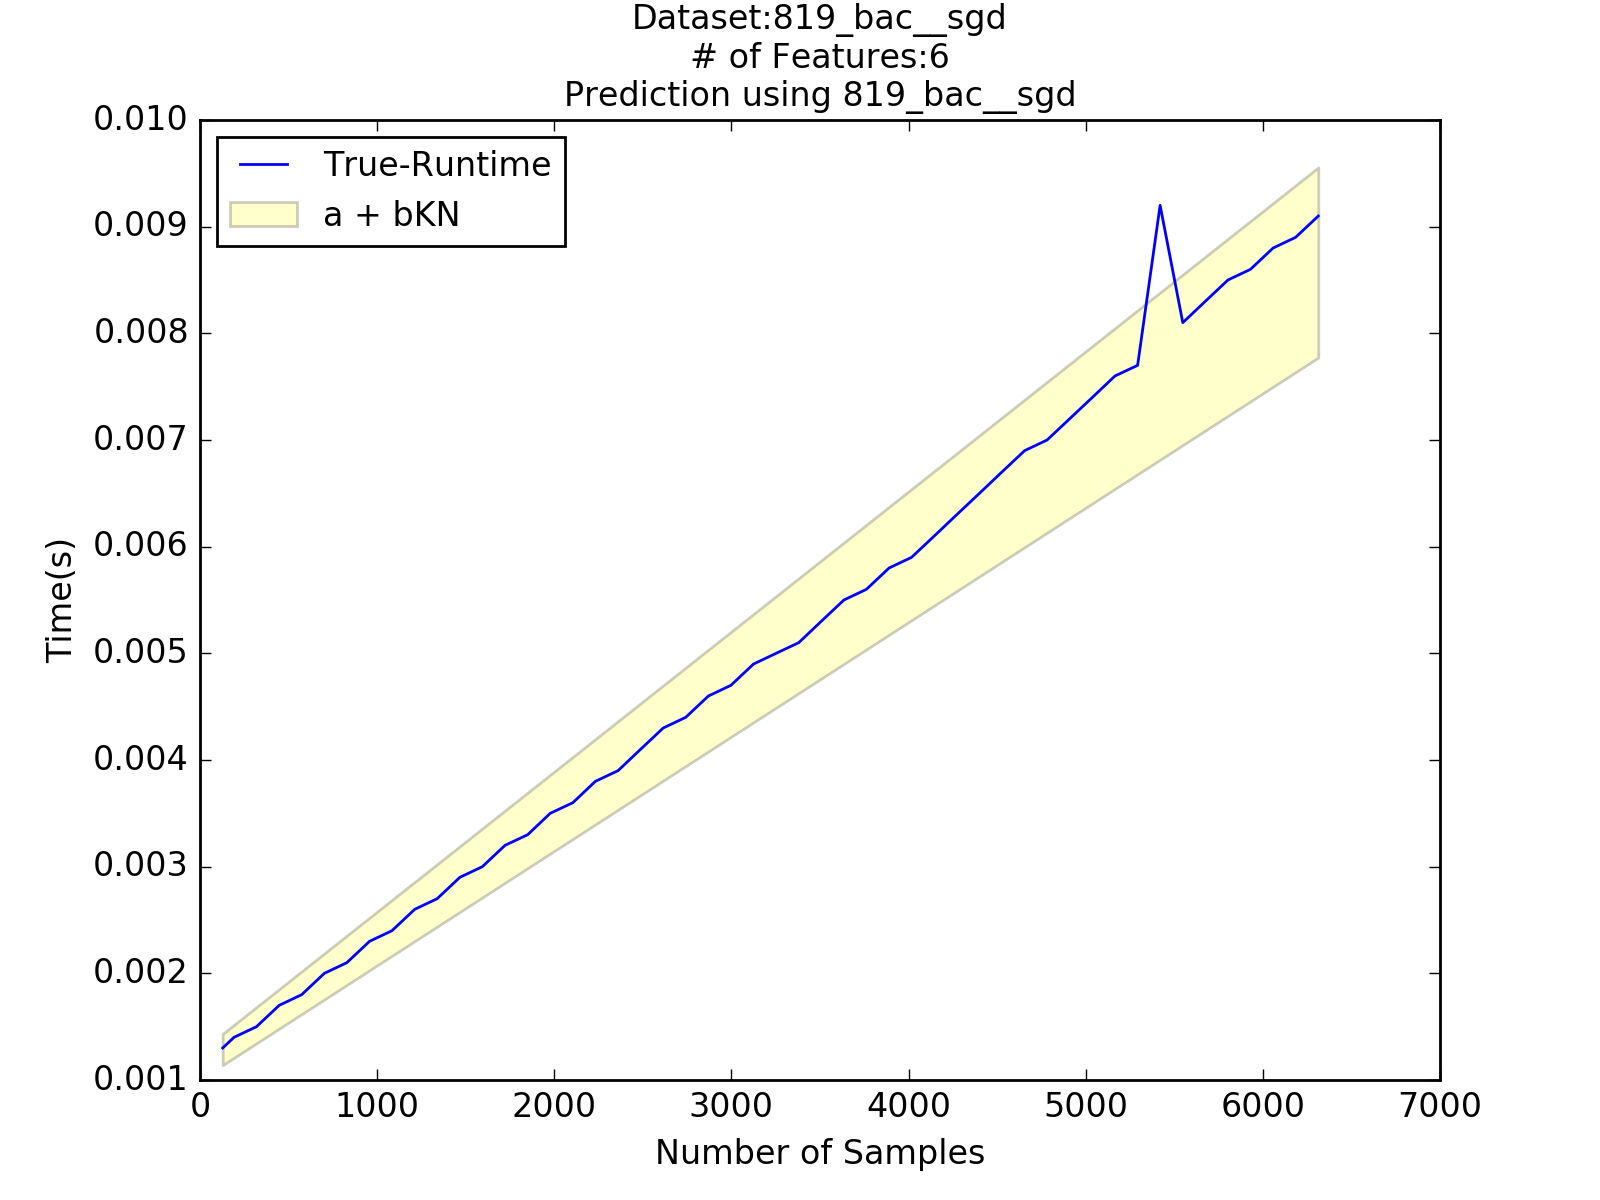 Dataset:819_bac__sgd
# of Features:6
Prediction using 819_bac__sgd
True-Runtime
a + bKN
0.010
0.009
0.008
0.007
0.006
0.005
0.004
0.003
0.002
0.001
Time(s)
0 1000 2000 3000 4000 5000 6000 7000
Number of Samples